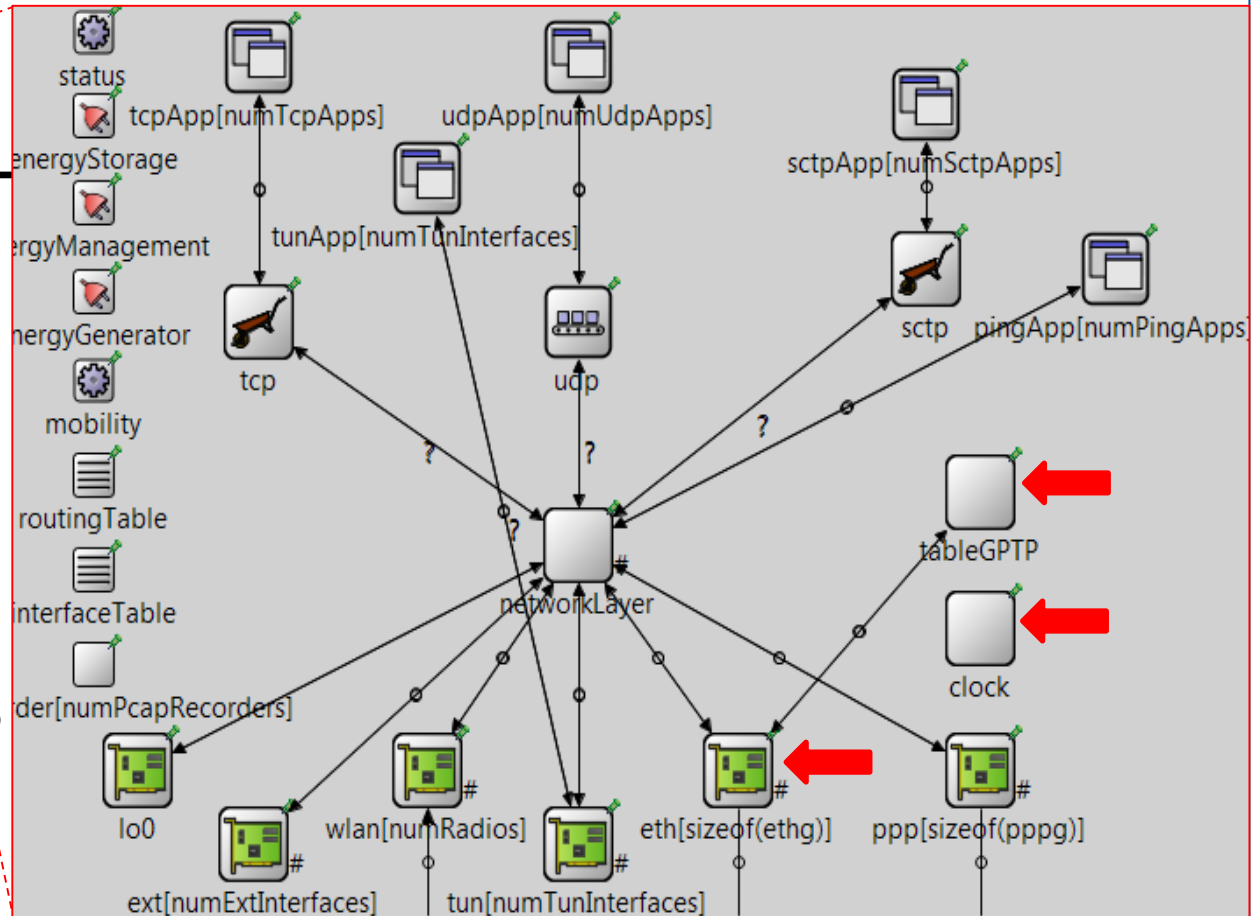 status
tcpApp[numTcpApps]
udpApp[numUdpApps]
energyStorage
sctpApp[numSctpApps]
tunApp[numTunInterfaces]
ergyManagement
nergyGenerator
sctp
pingApp[numPingApps]
tcp
udp
mobility
?
?
?
routingTable
?
tableGPTP
#
networkLayer
interfaceTable
clock
rder[numPcapRecorders]
#
#
#
lo0
wlan[numRadios]
eth[sizeof(ethg)]
ppp[sizeof(pppg)]
#
#
ext[numExtInterfaces]
tun[numTunInterfaces]